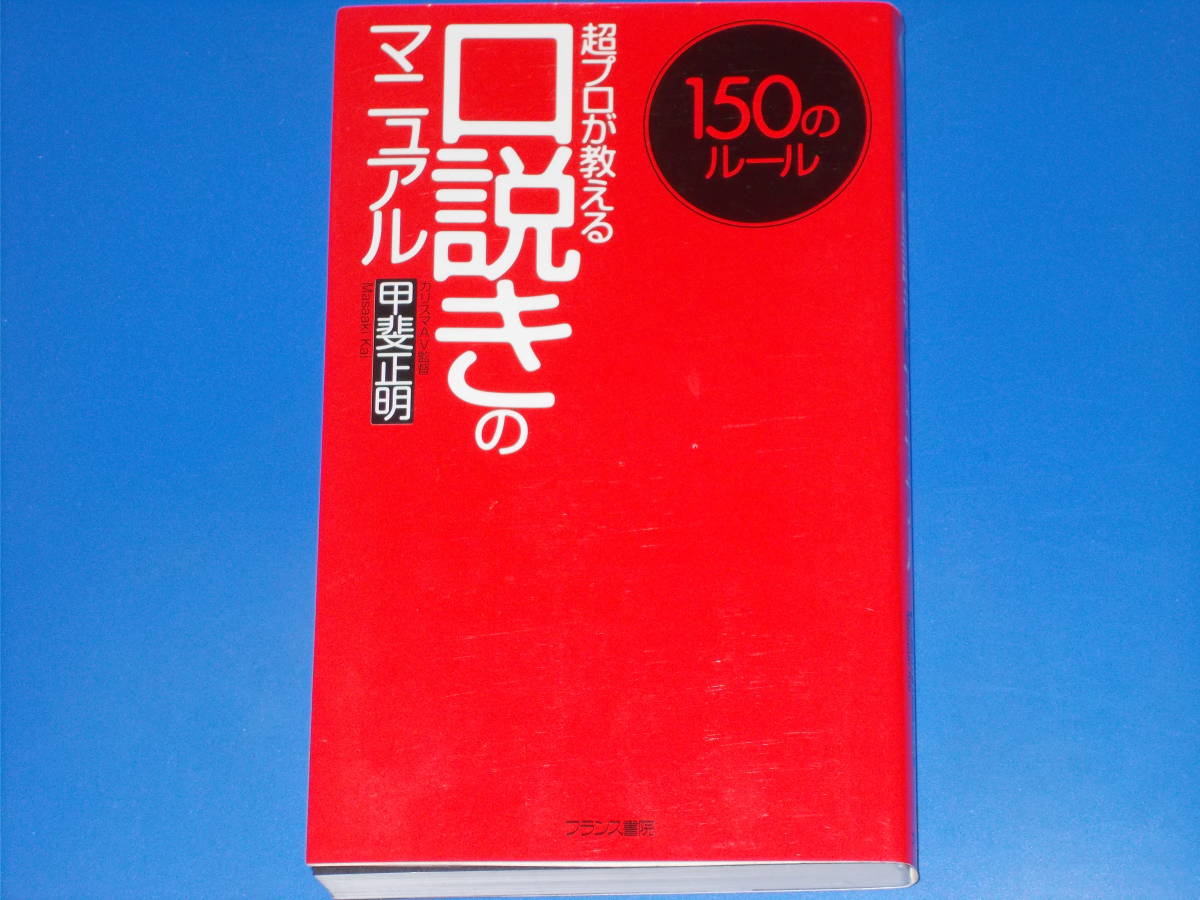 150の
ルール
超プロが教える
口説きの
マニュアル
カリスマAV監督
甲斐正明
Masaaki Kai
フランス書院